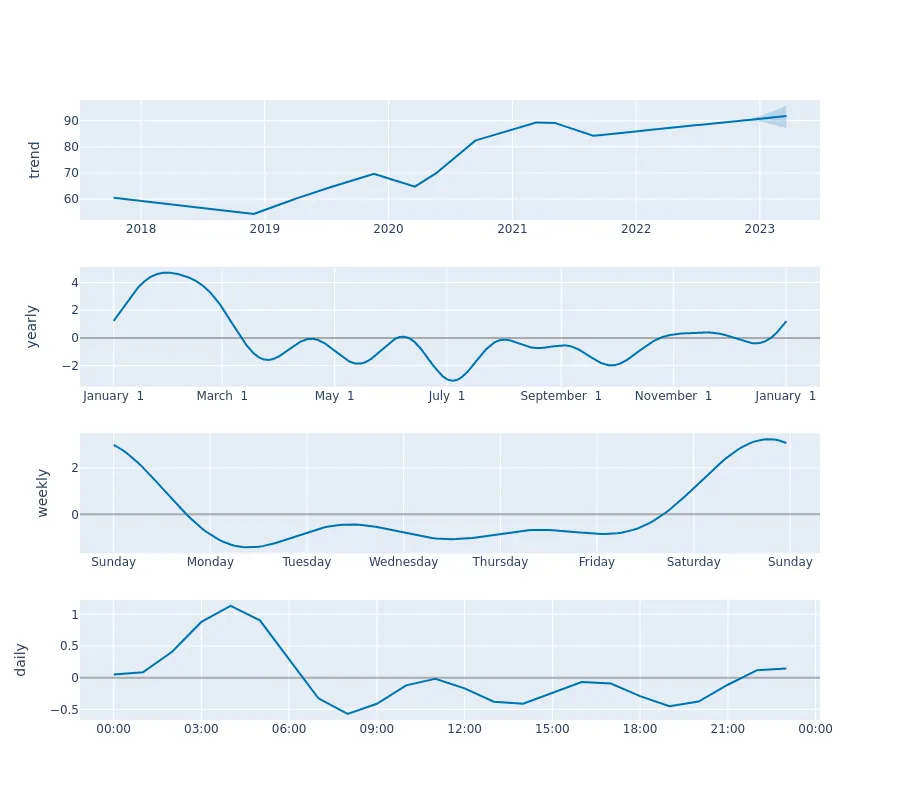 trend
90
80
70
60
2018 2019 2020 2021 2022 2023
yearly
4
2
0
−2
January 1 March 1 May 1 July 1 September 1 November 1 January 1
weekly
2
0
Sunday Monday Tuesday Wednesday Thursday Friday Saturday Sunday
daily
1
0.5
0
−0.5
00:00 03:00 06:00 09:00 12:00 15:00 18:00 21:00 00:00